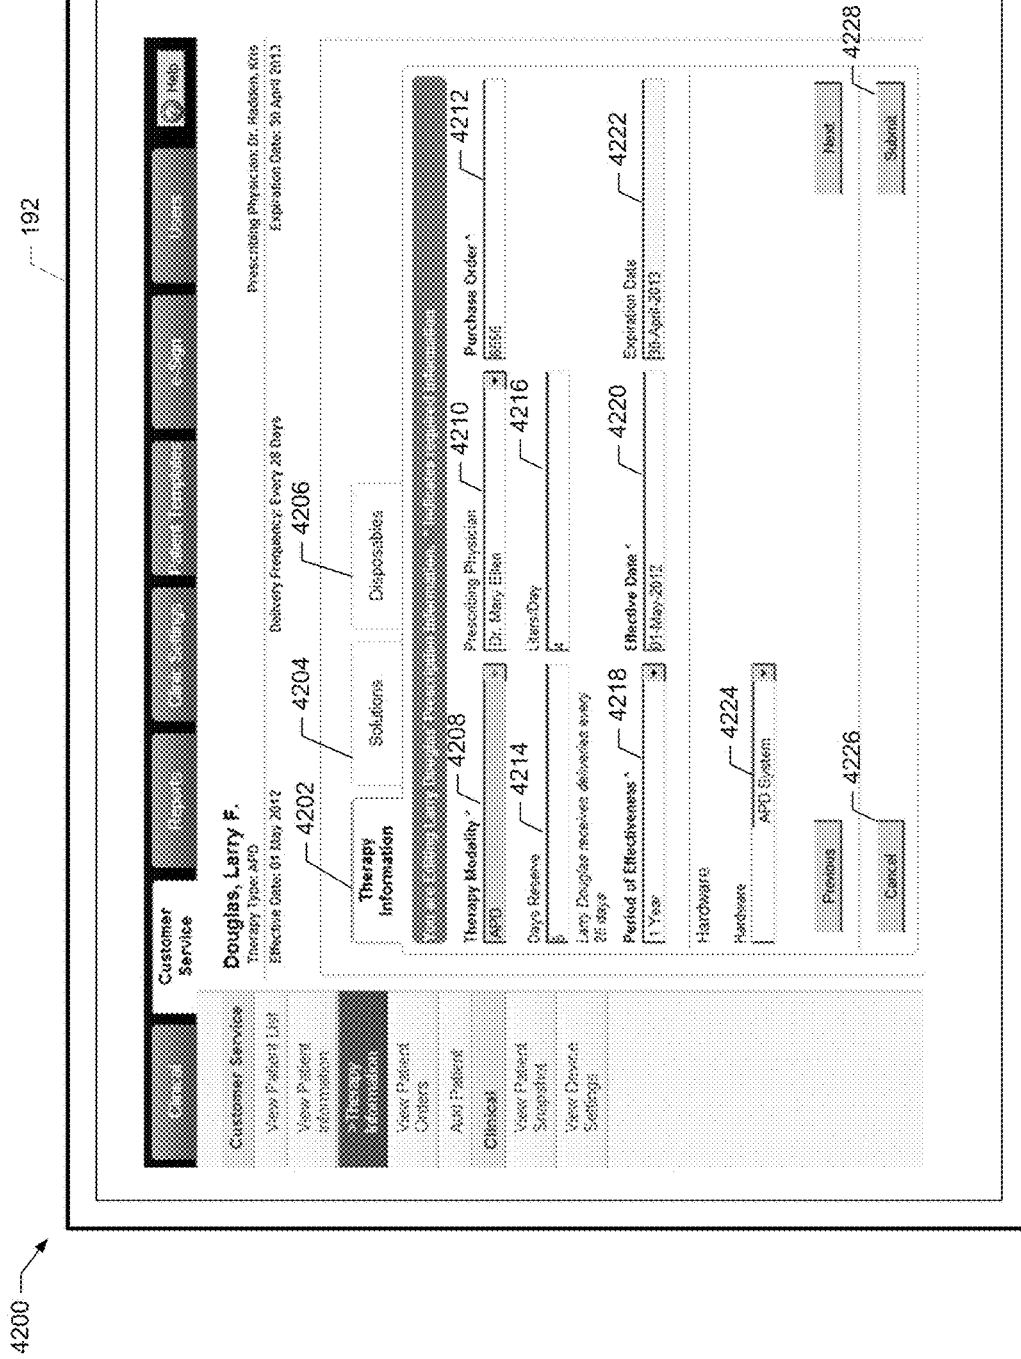 4200
192
Customer
Service
Help
Douglas, Larry F.
Therapy Type: APD
Effective Date: 01 May 2012
Delivery Frequency: Every 28 Days
Prescribing Physician: Dr. Hadden, Kris
Expiration Date: 30 April 2013
Customer Service
View Patient List
View Patient
Information
View Patient
Orders
Add Patient
Clinical
View Patient
Snapshot
View Device
Settings
4202
4204
4206
Therapy
Information
Solutions
Disposables
4208
4210
4212
Therapy Modality *
Prescribing Physician
Purchase Order *
APD
Dr. Mary Ellen
4214
4216
Days Reserve
Liters/Day
5
4
Larry Douglas receives deliveries every
28 days
4218
4220
4222
Period of Effectiveness *
Effective Date *
Expiration Date
1 Year
01-May-2012
30-April-2013
Hardware
4224
Hardware
APD System
Previous
Next
4226
4228
Cancel
Submit